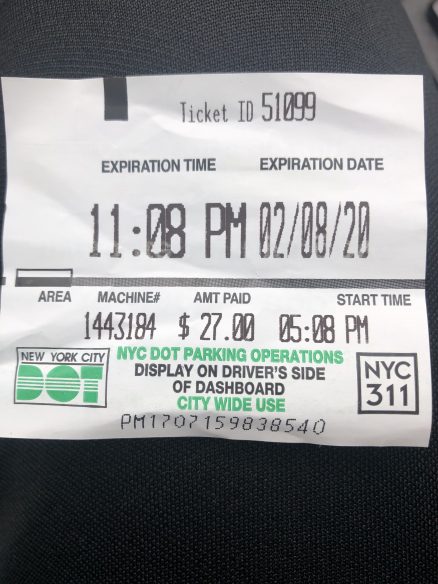 Ticket ID 51099
EXPIRATION TIME EXPIRATION DATE
11:08 PM 02/08/20
AREA MACHINE# AMT PAID START TIME
1443184 $ 27.00 05:08 PM
NEW YORK CITY
DOT
NYC DOT PARKING OPERATIONS
DISPLAY ON DRIVER'S SIDE
OF DASHBOARD
CITY WIDE USE
NYC
311
PM1707159838540